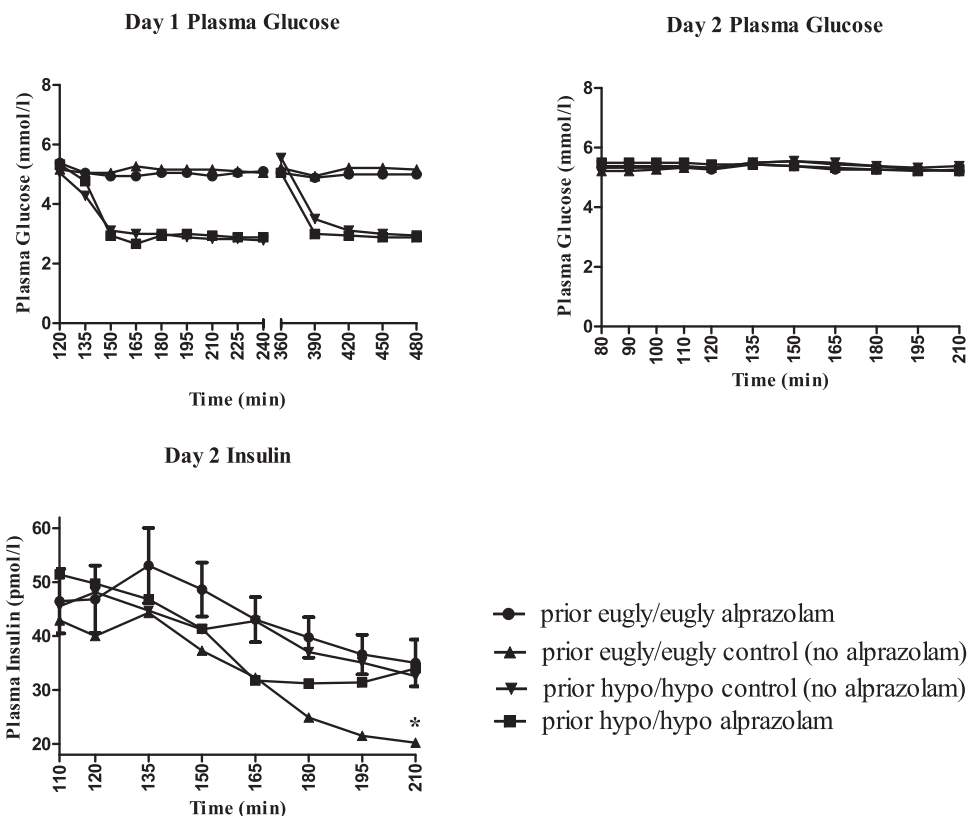 Day 1 Plasma Glucose
Plasma Glucose (mmol/l)
8
6
4
2
0
120 135 150 165 180 195 210 225 240 360 390 420 450 480
Time (min)
Day 2 Plasma Glucose
Plasma Glucose (mmol/l)
8
6
4
2
0
80 90 100 110 120 135 150 165 180 195 210
Time (min)
Day 2 Insulin
Plasma Insulin (pmol/l)
60
50
40
30
20
*
110 120 135 150 165 180 195 210
Time (min)
prior eugly/eugly alprazolam
prior eugly/eugly control (no alprazolam)
prior hypo/hypo control (no alprazolam)
prior hypo/hypo alprazolam